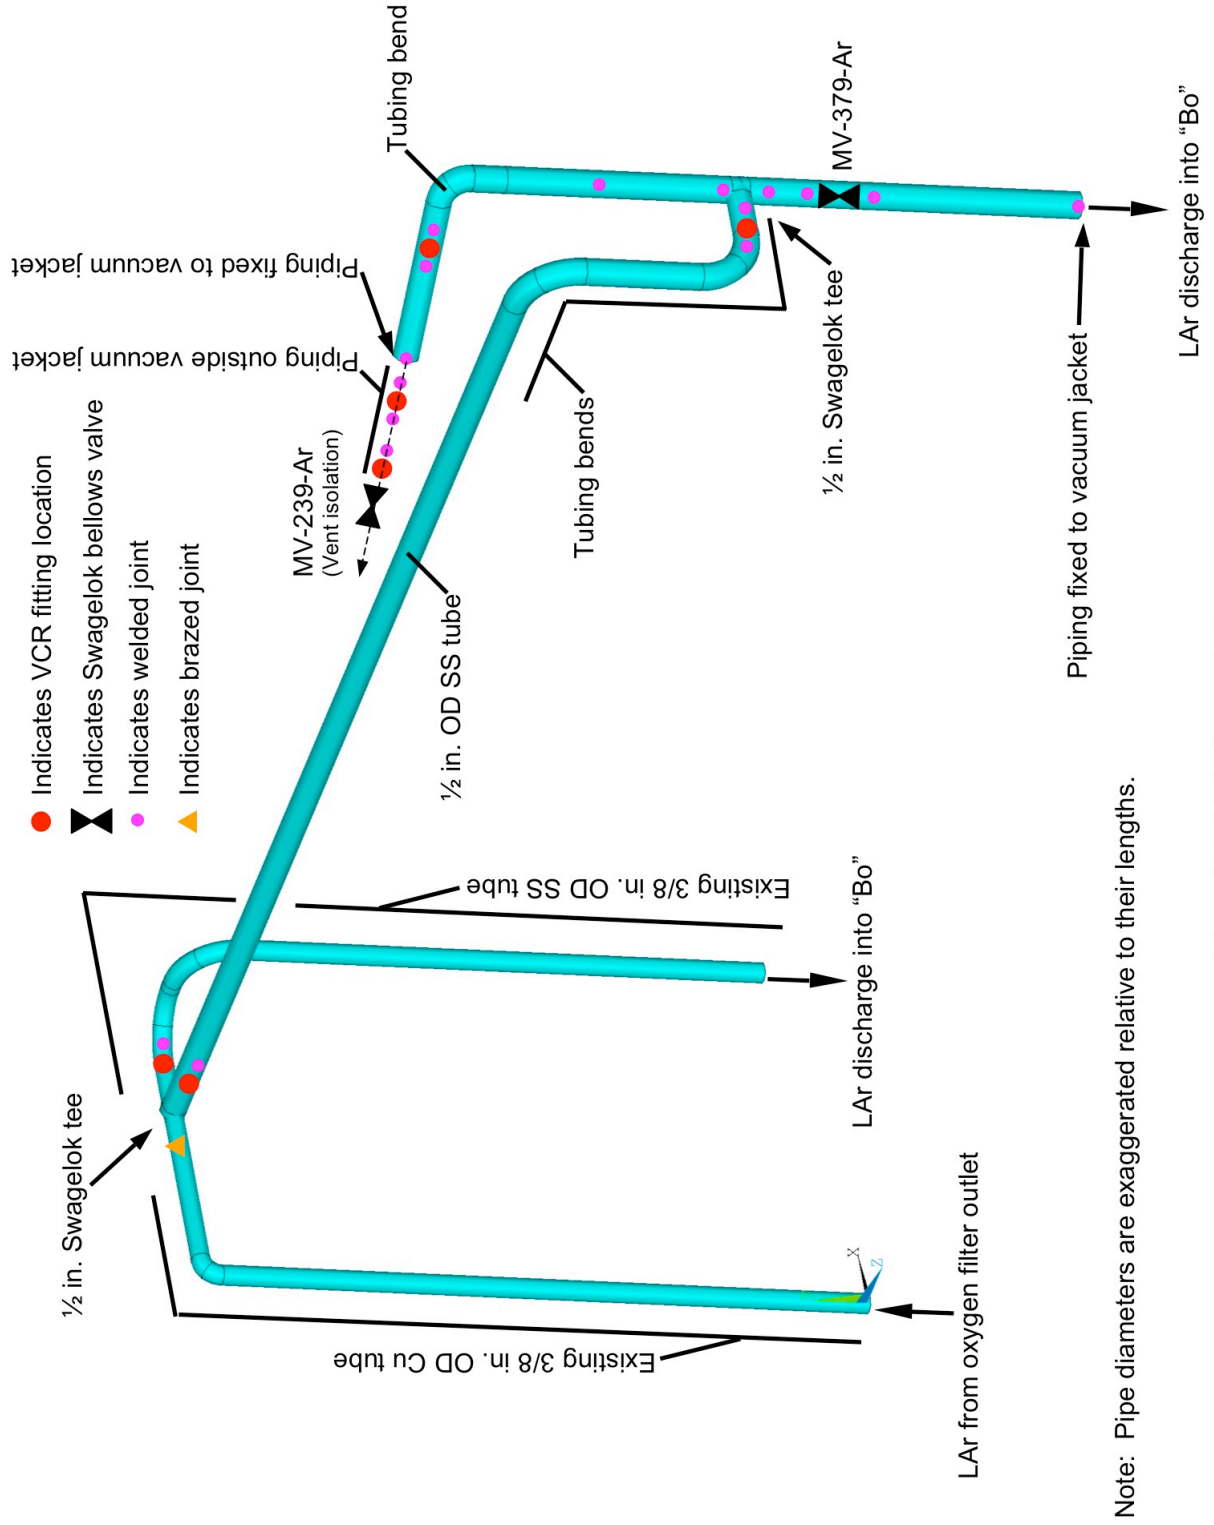 Indicates VCR fitting location
Indicates Swagelok bellows valve
Indicates welded joint
Indicates brazed joint
½ in. Swagelok tee
Existing 3/8 in. OD Cu tube
LAr from oxygen filter outlet
X
Z
Existing 3/8 in. OD SS tube
LAr discharge into “Bo”
½ in. OD SS tube
MV-239-Ar
(Vent isolation)
Piping outside vacuum jacket
Piping fixed to vacuum jacket
Tubing bend
Tubing bends
½ in. Swagelok tee
MV-379-Ar
Piping fixed to vacuum jacket
LAr discharge into “Bo”
Note: Pipe diameters are exaggerated relative to their lengths.